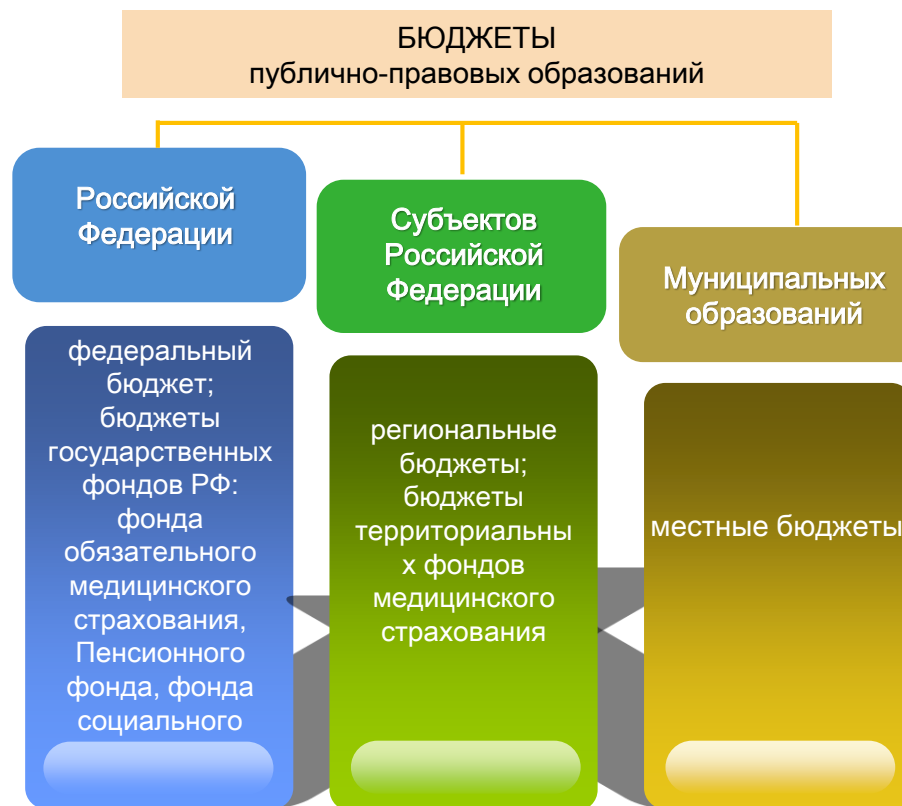 БЮДЖЕТЫ
публично-правовых образований
Российской
Федерации
федеральный
бюджет;
бюджеты
государственных
фондов РФ:
фонда
обязательного
медицинского
страхования,
Пенсионного
фонда, фонда
социального
Субъектов
Российской
Федерации
региональные
бюджеты;
бюджеты
территориальны
х фондов
медицинского
страхования
Муниципальных
образований
местные бюджеты